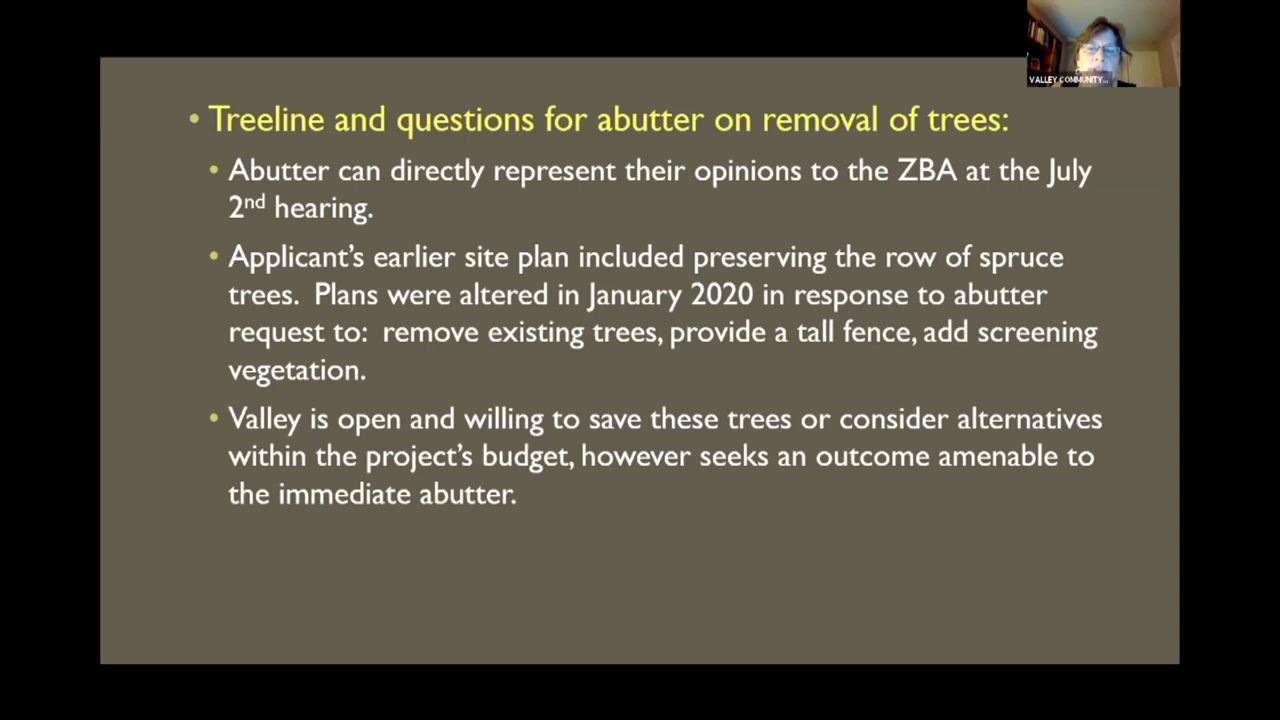 VALLEY COMMUNITY...
• Treeline and questions for abutter on removal of trees:
• Abutter can directly represent their opinions to the ZBA at the July
2nd hearing.
• Applicant’s earlier site plan included preserving the row of spruce
trees.  Plans were altered in January 2020 in response to abutter
request to:  remove existing trees, provide a tall fence, add screening
vegetation.
• Valley is open and willing to save these trees or consider alternatives
within the project’s budget, however seeks an outcome amenable to
the immediate abutter.